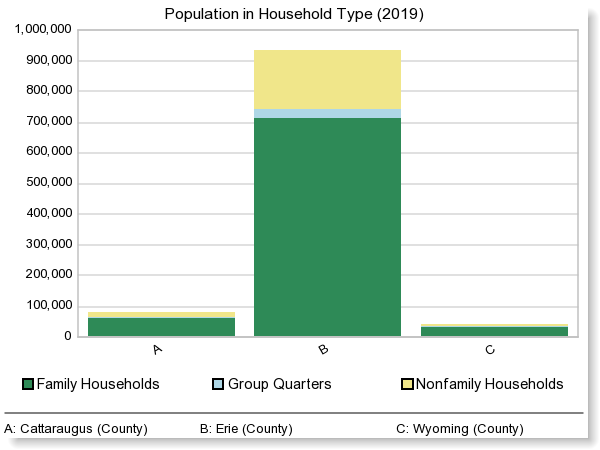 Population in Household Type (2019)
1,000,000
900,000
800,000
700,000
600,000
500,000
400,000
300,000
200,000
100,000
0
A B C
Family Households Group Quarters Nonfamily Households
A: Cattaraugus (County) B: Erie (County) C: Wyoming (County)